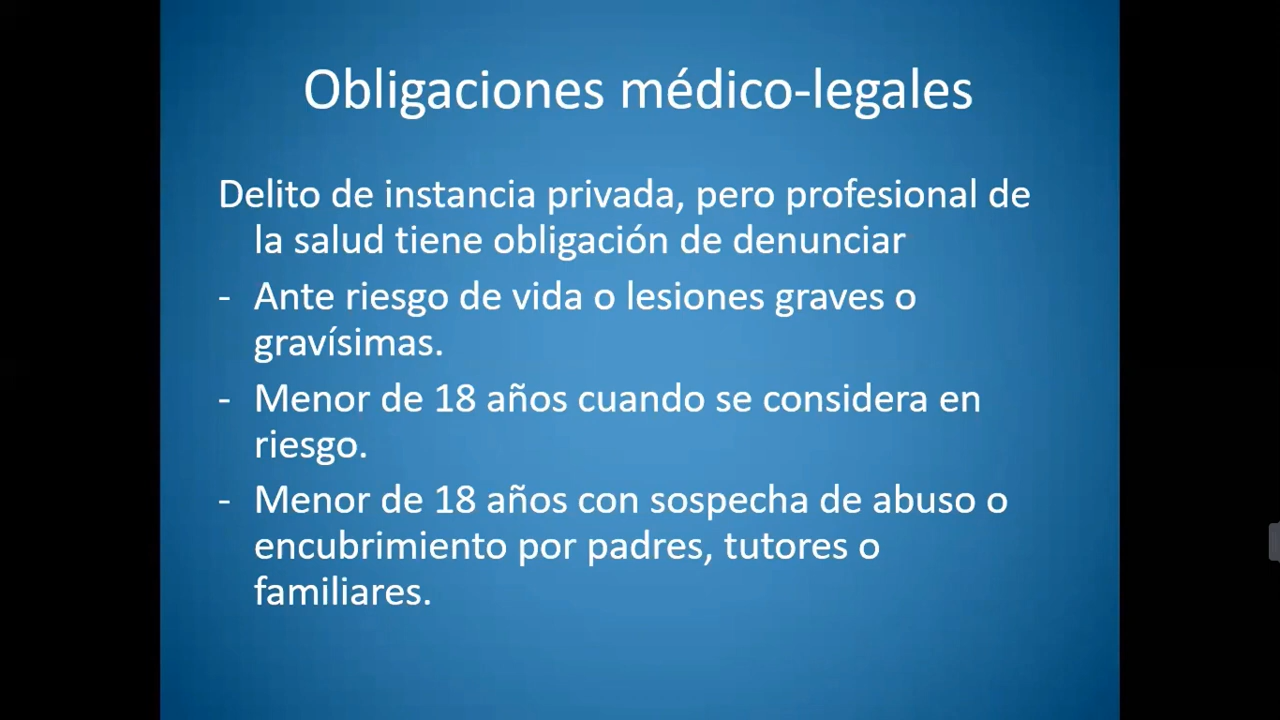 Obligaciones médico-legales
Delito de instancia privada, pero profesional de
la salud tiene obligación de denunciar
- Ante riesgo de vida o lesiones graves o
gravísimas.
- Menor de 18 años cuando se considera en
riesgo.
- Menor de 18 años con sospecha de abuso o
encubrimiento por padres, tutores o
familiares.